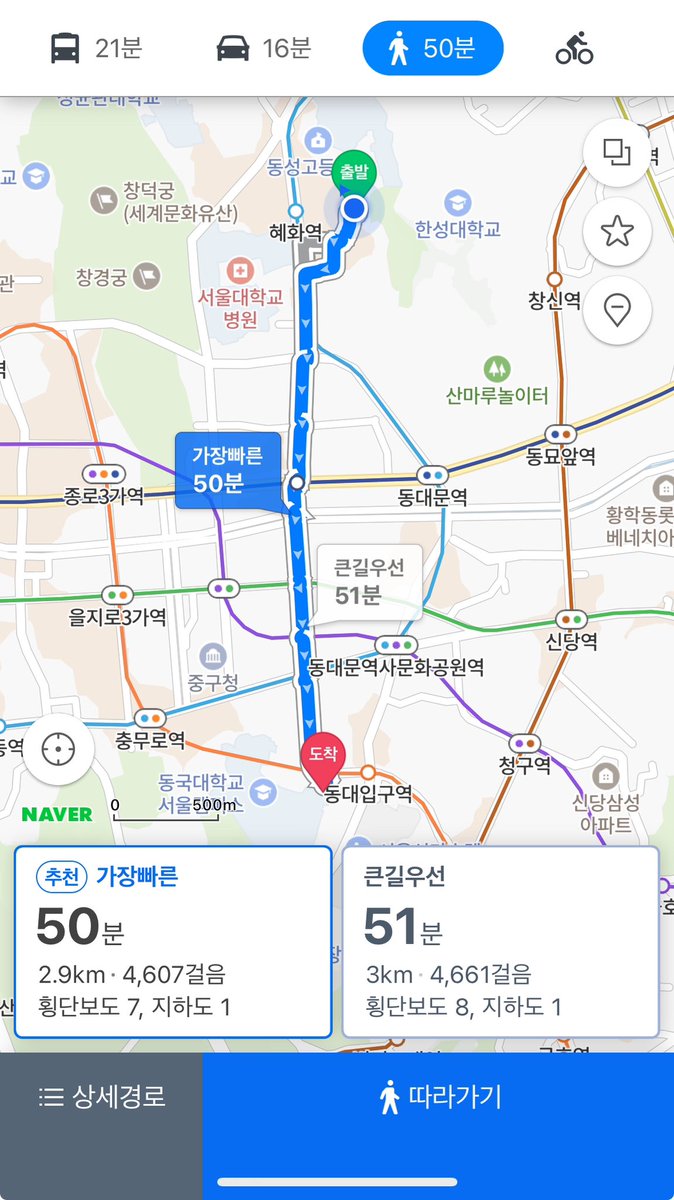 21분
16분
50분
성균관대학교
동성고등
출발
교
창덕궁
(세계문화유산)
한성대학교
역
혜화역
관
창경궁
서울대학교
병원
창신역
산마루놀이터
가장빠른
50분
동묘앞역
종로3가역
동대문역
황학동롯
베네치아
큰길우선
51분
을지로3가역
신당역
중구청
동대문역사문화공원역
동역
충무로역
도착
청구역
동국대학교
서울캠퍼스
동대입구역
신당삼성
아파트
NAVER
0
500m
추천
가장빠른
50분
2.9km · 4,607걸음
횡단보도 7, 지하도 1
큰길우선
51분
3km · 4,661걸음
횡단보도 8, 지하도 1
상세경로
따라가기